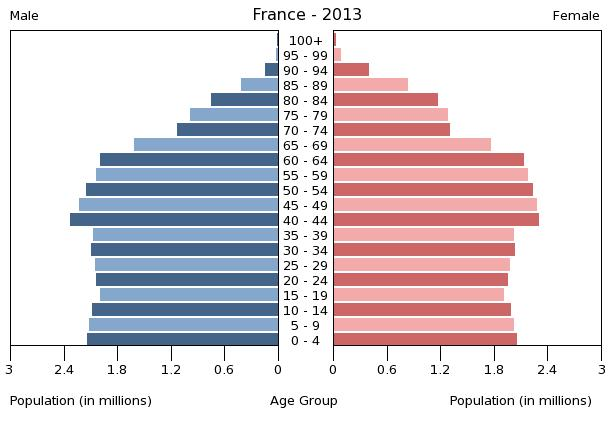 Male France - 2013 Female
100+
95 - 99
90 - 94
85 - 89
80 - 84
75 - 79
70 - 74
65 - 69
60 - 64
55 - 59
50 - 54
45 - 49
40 - 44
35 - 39
30 - 34
25 - 29
20 - 24
15 - 19
10 - 14
5 - 9
0 - 4
3 2.4 1.8 1.2 0.6 0 0 0.6 1.2 1.8 2.4 3
Population (in millions) Age Group Population (in millions)